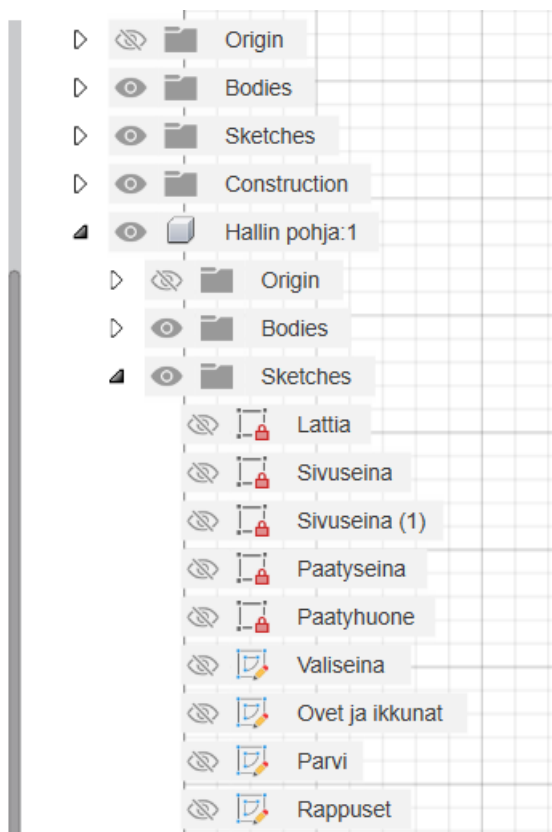 Origin
Bodies
Sketches
Construction
Hallin pohja:1
Origin
Bodies
Sketches
Lattia
Sivuseina
Sivuseina (1)
Paatyseina
Paatyhuone
Valiseina
Ovet ja ikkunat
Parvi
Rappuset